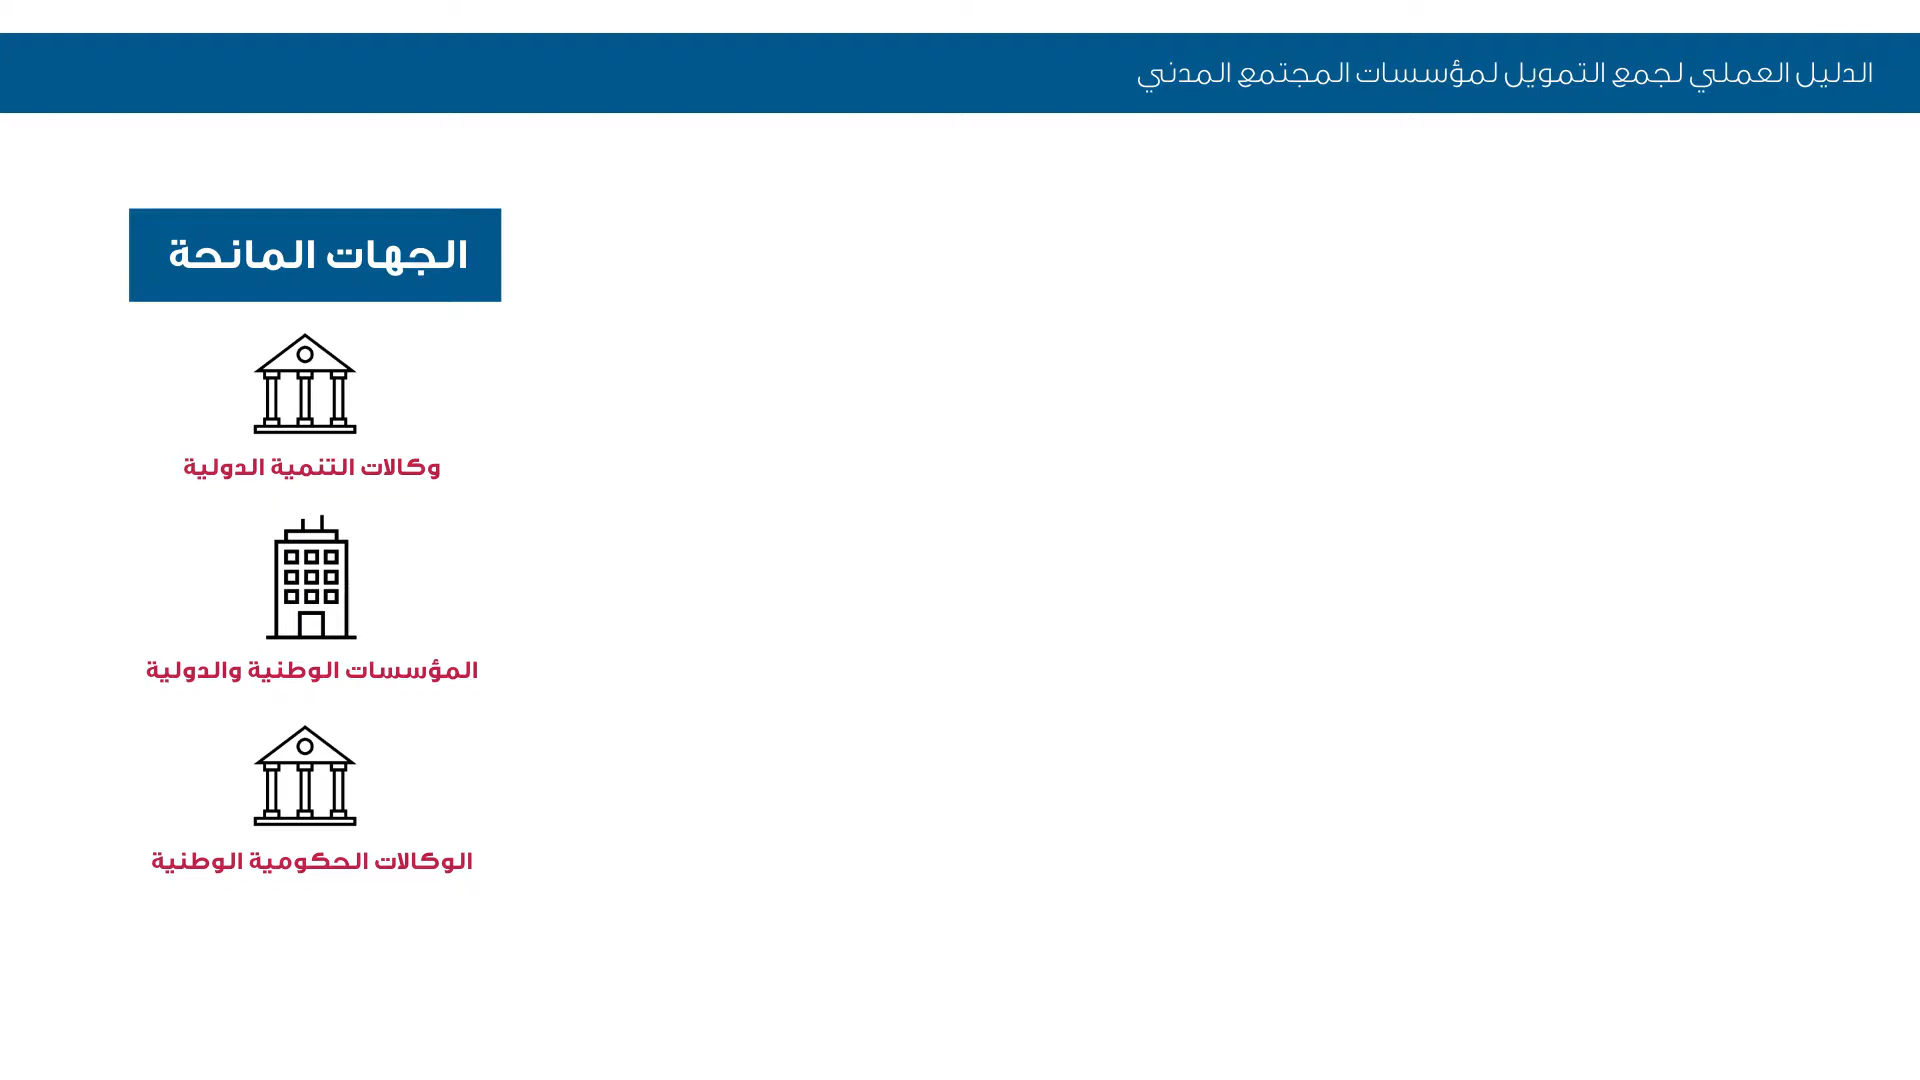 الدليل العملي لجمع التمويل لمؤسسات المجتمع المدني
الجهات المانحة
وكالات التنمية الدولية
المؤسسات الوطنية والدولية
الوكالات الحكومية الوطنية